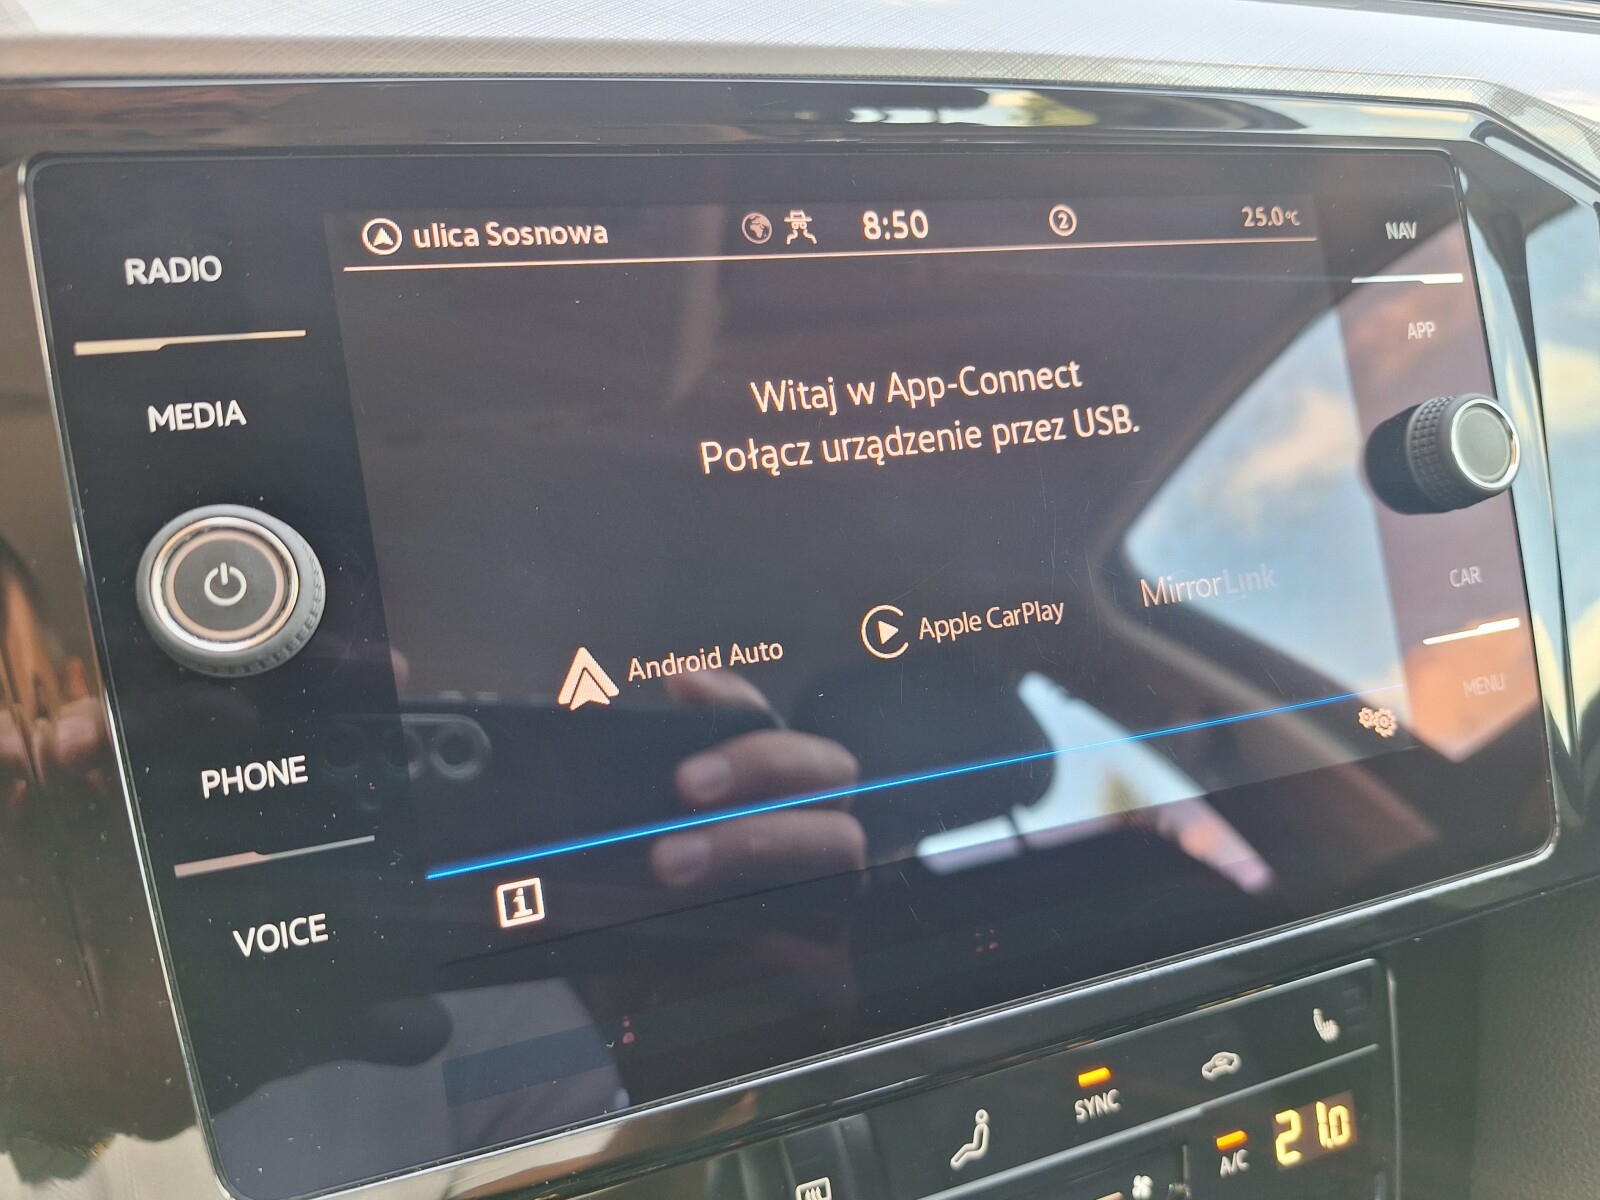 RADIO
MEDIA
PHONE
VOICE
ulica Sosnowa
8:50
2
25.0°C
Witaj w App-Connect
Połącz urządzenie przez USB.
Android Auto
Apple CarPlay
MirrorLink
i
NAV
APP
CAR
MENU
SYNC
A/C
21.0